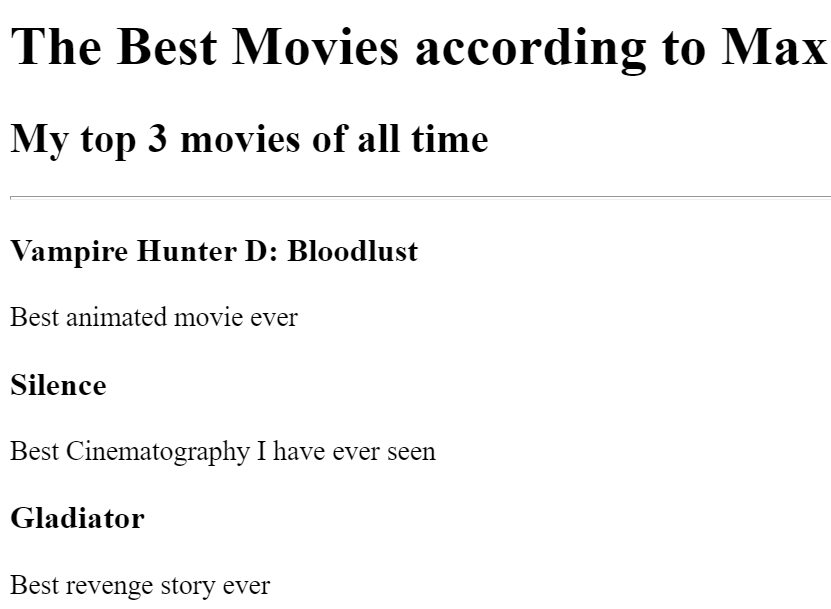 The Best Movies according to Max
My top 3 movies of all time
Vampire Hunter D: Bloodlust
Best animated movie ever
Silence
Best Cinematography I have ever seen
Gladiator
Best revenge story ever